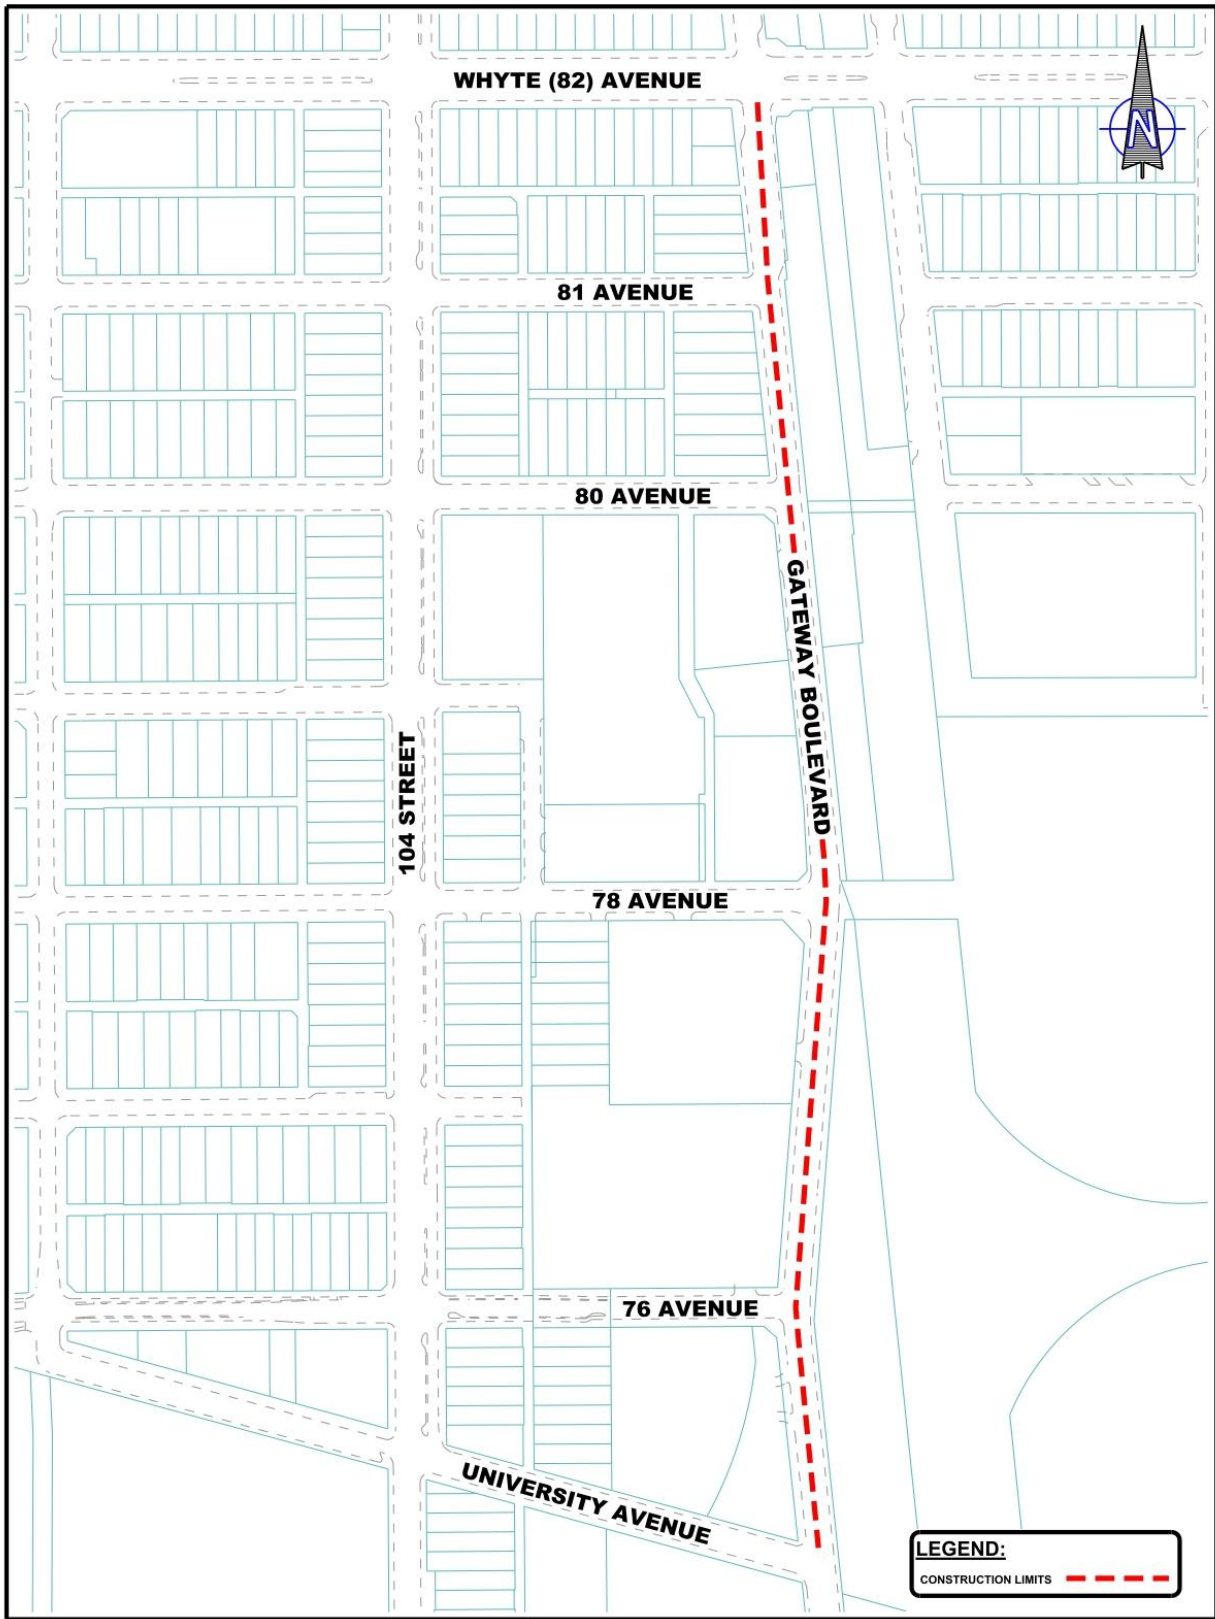 WHYTE (82) AVENUE
N
81 AVENUE
80 AVENUE
GATEWAY BOULEVARD
104 STREET
78 AVENUE
76 AVENUE
UNIVERSITY AVENUE
LEGEND:
CONSTRUCTION LIMITS